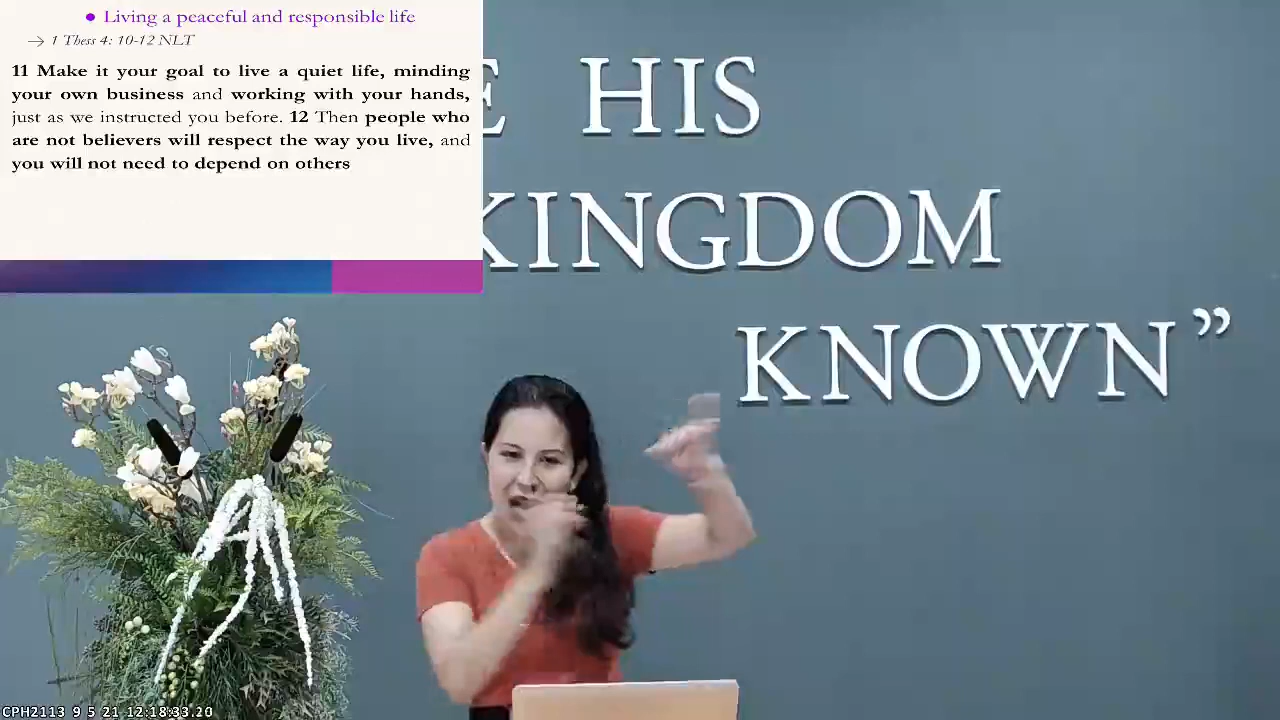 ● Living a peaceful and responsible life
→ 1 Thess 4: 10-12 NLT
11 Make it your goal to live a quiet life, minding
your own business and working with your hands,
just as we instructed you before. 12 Then people who
are not believers will respect the way you live, and
you will not need to depend on others
E HIS
KINGDOM
KNOWN”
CPH2113 9 5 21 12:18:33.20